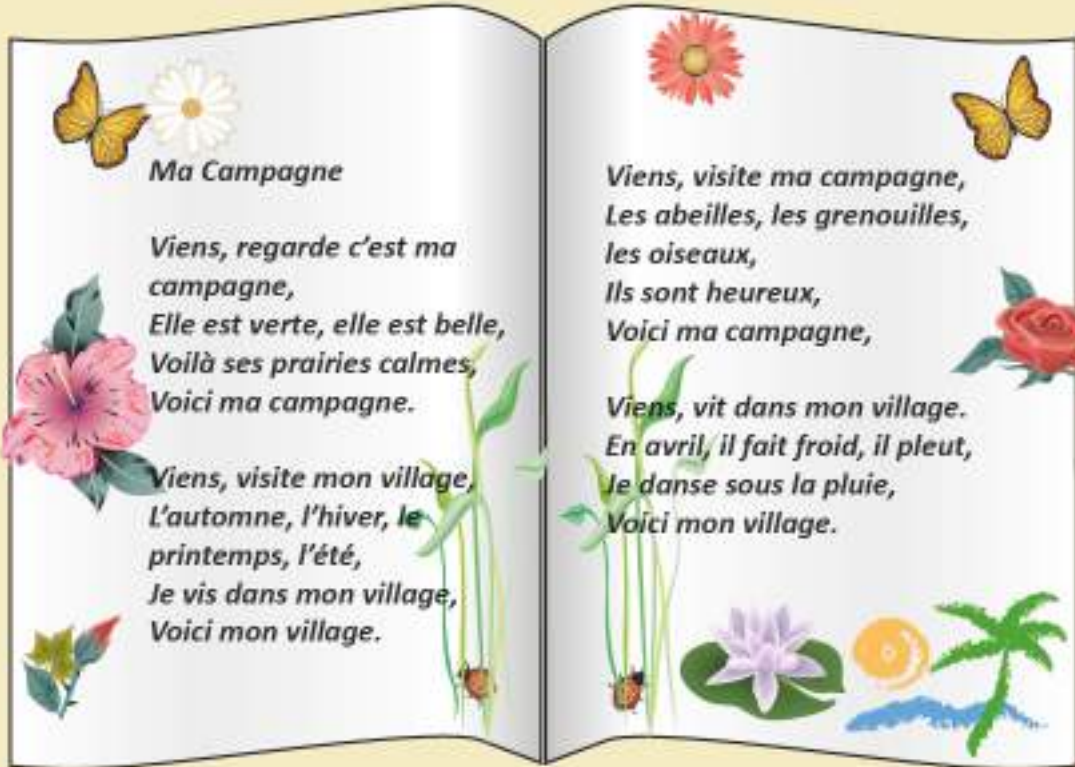 Ma Campagne
Viens, regarde c'est ma
campagne,
Elle est verte, elle est belle,
Voilà ses prairies calmes,
Voici ma campagne.
Viens, visite mon village,
L'automne, l'hiver, le
printemps, l'été,
Je vis dans mon village,
Voici mon village.
Viens, visite ma campagne,
Les abeilles, les grenouilles,
les oiseaux,
Ils sont heureux,
Voici ma campagne,
Viens, vit dans mon village.
En avril, il fait froid, il pleut,
Je danse sous la pluie,
Voici mon village.